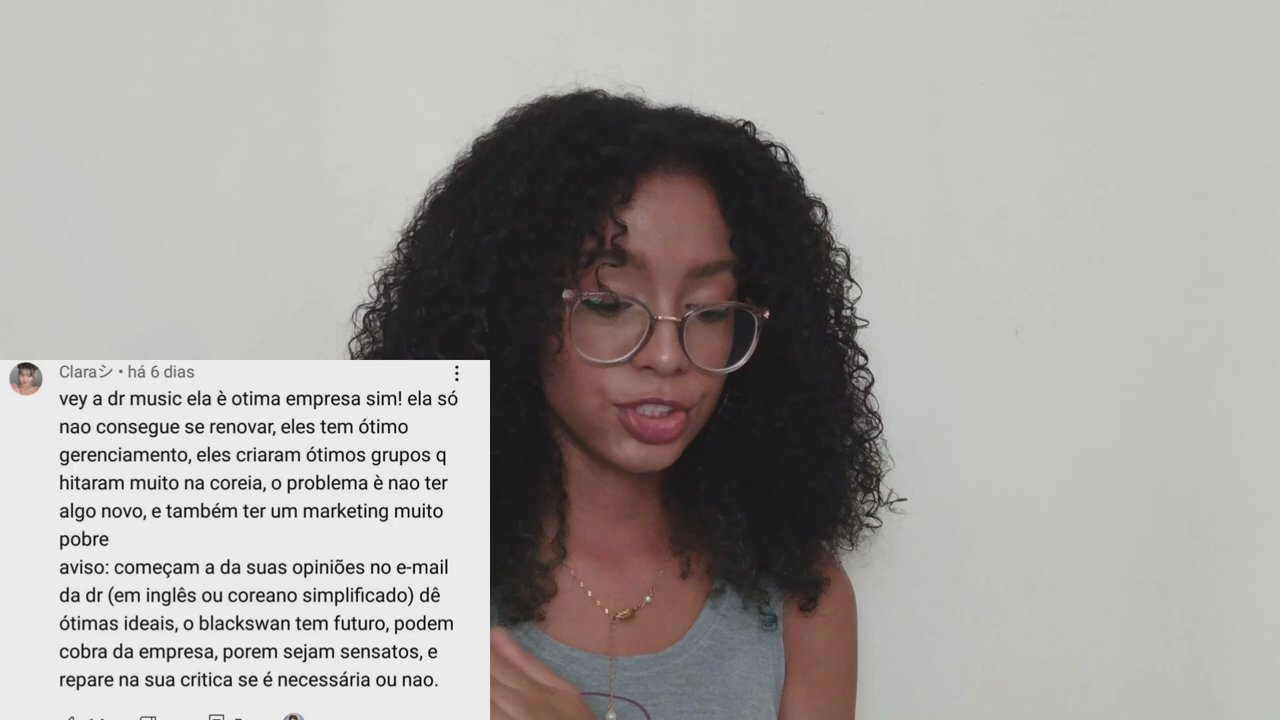 Claraシ • há 6 dias
vey a dr music ela è otima empresa sim! ela só
nao consegue se renovar, eles tem ótimo
gerenciamento, eles criaram ótimos grupos q
hitaram muito na coreia, o problema è nao ter
algo novo, e também ter um marketing muito
pobre
aviso: começam a da suas opiniões no e-mail
da dr (em inglês ou coreano simplificado) dê
ótimas ideais, o blackswan tem futuro, podem
cobra da empresa, porem sejam sensatos, e
repare na sua critica se é necessária ou nao.